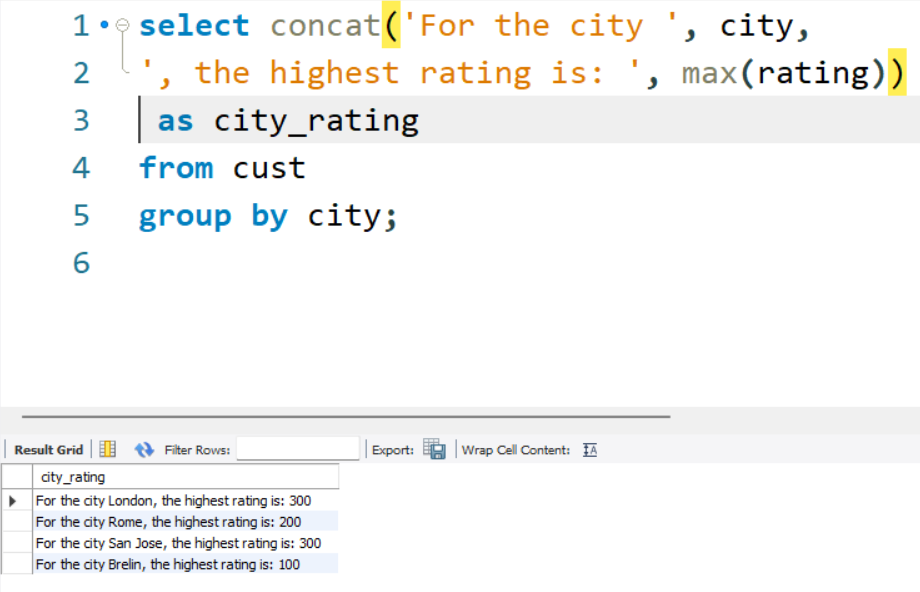 1 select concat('For the city ', city,
2 ', the highest rating is: ', max(rating))
3 as city_rating
4 from cust
5 group by city;
6
Result Grid Filter Rows: Export: Wrap Cell Content: IA
city_rating
For the city London, the highest rating is: 300
For the city Rome, the highest rating is: 200
For the city San Jose, the highest rating is: 300
For the city Brelin, the highest rating is: 100